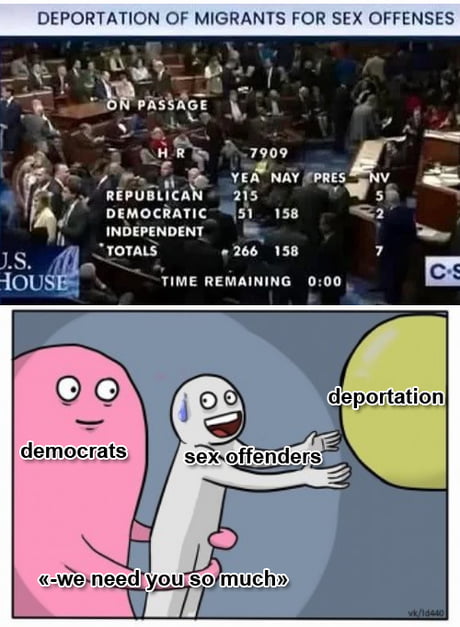 DEPORTATION OF MIGRANTS FOR SEX OFFENSES
ON PASSAGE
H R 7909
YEA NAY PRES NV
REPUBLICAN 215 5
DEMOCRATIC 51 158 2
INDEPENDENT
TOTALS 266 158 7
U.S.
HOUSE
TIME REMAINING 0:00
C-S
deportation
democrats
sex offenders
«-we need you so much»
vk/1d440